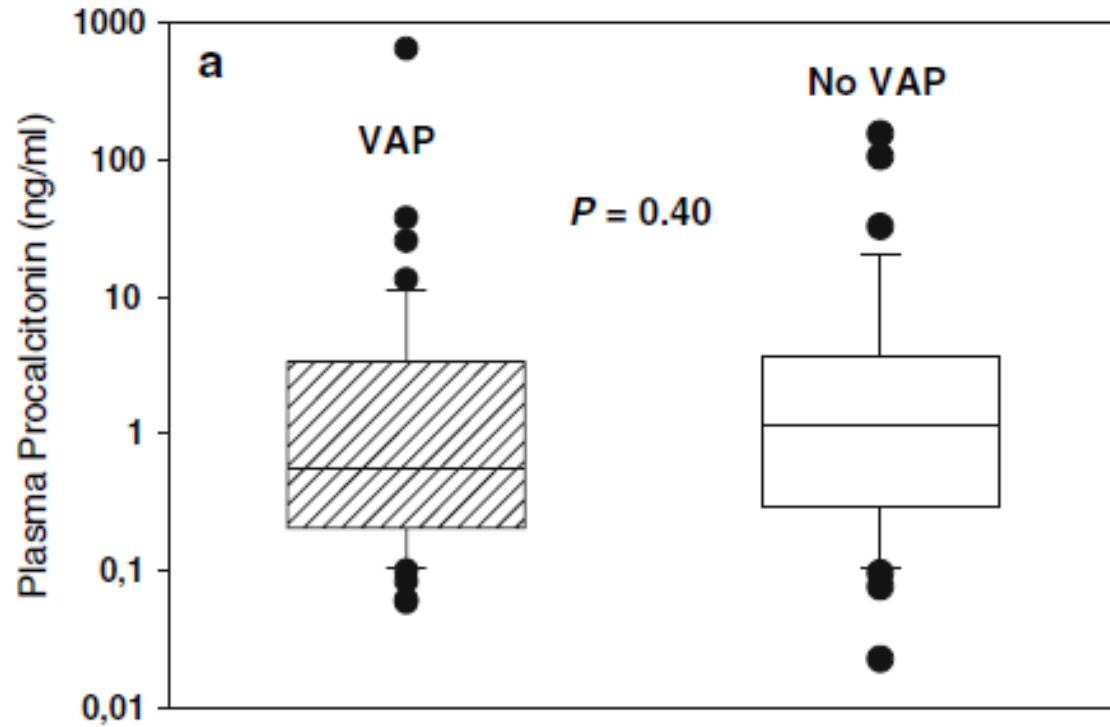 1000
a
No VAP
VAP
100
P = 0.40
10
1
0,1
0,01
Plasma Procalcitonin (ng/ml)